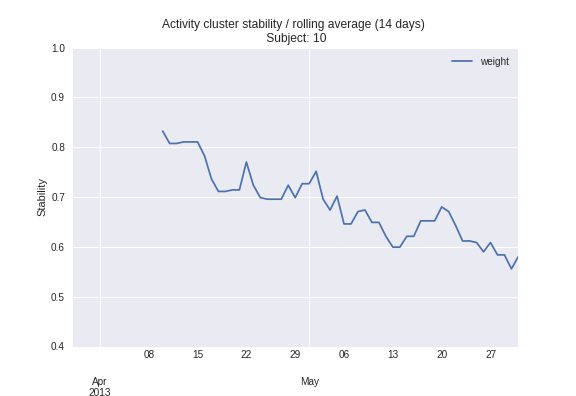 Activity cluster stability / rolling average (14 days)
Subject: 10
1.0
weight
0.9
0.8
0.7
Stability
0.6
0.5
0.4
08 15 22 29 06 13 20 27
Apr May
2013